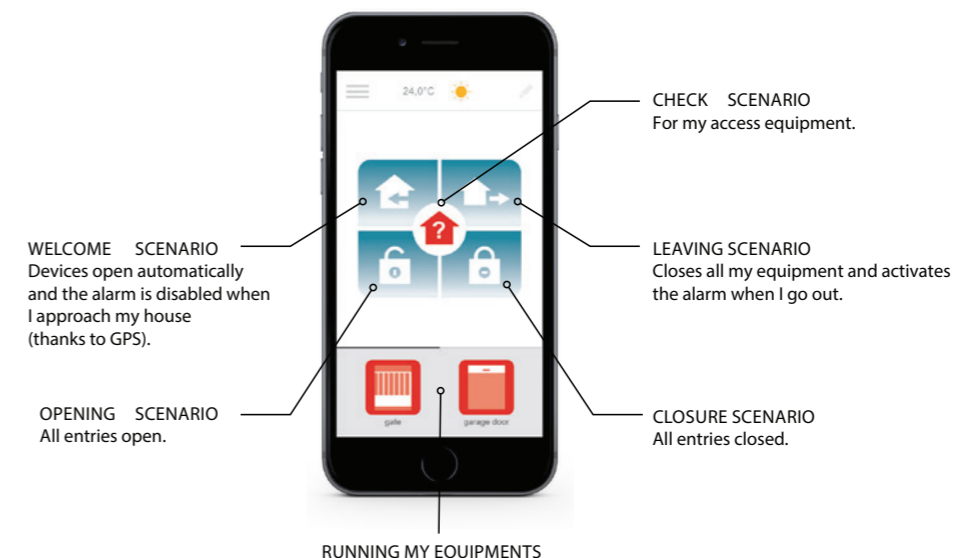 24,0°C
CHECK SCENARIO
For my access equipment.
?
WELCOME SCENARIO
Devices open automatically
and the alarm is disabled when
I approach my house
(thanks to GPS).
LEAVING SCENARIO
Closes all my equipment and activates
the alarm when I go out.
OPENING SCENARIO
All entries open.
gate
garage door
CLOSURE SCENARIO
All entries closed.
RUNNING MY EQUIPMENTS